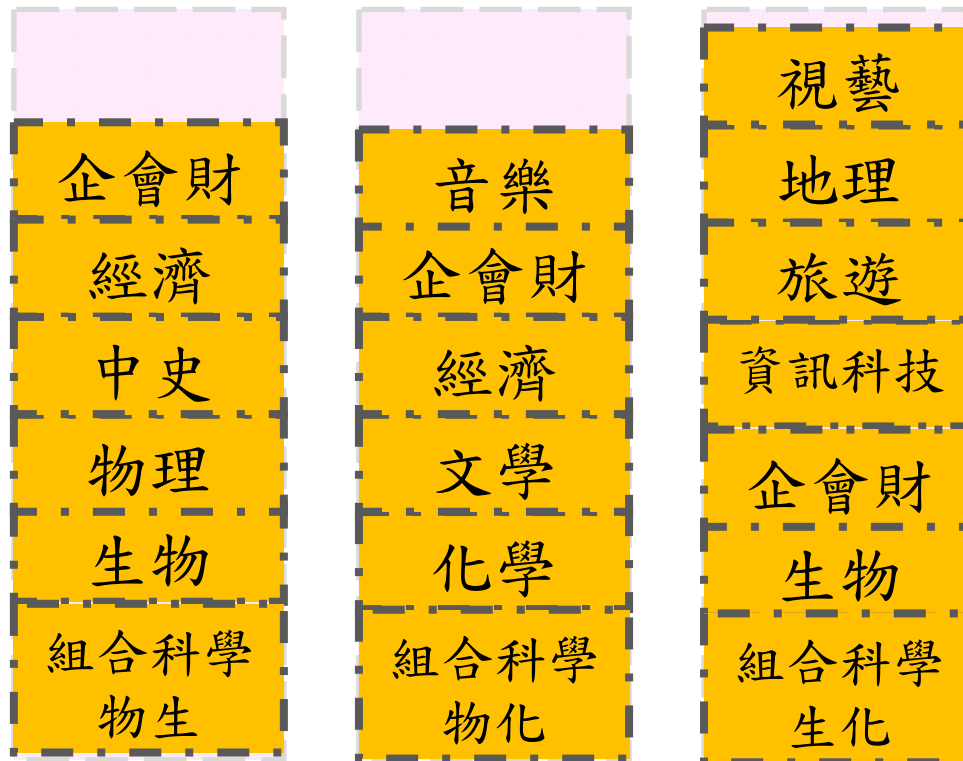 企會財
經濟
中史
物理
生物
組合科學
物生
音樂
企會財
經濟
文學
化學
組合科學
物化
視藝
地理
旅遊
資訊科技
企會財
生物
組合科學
生化